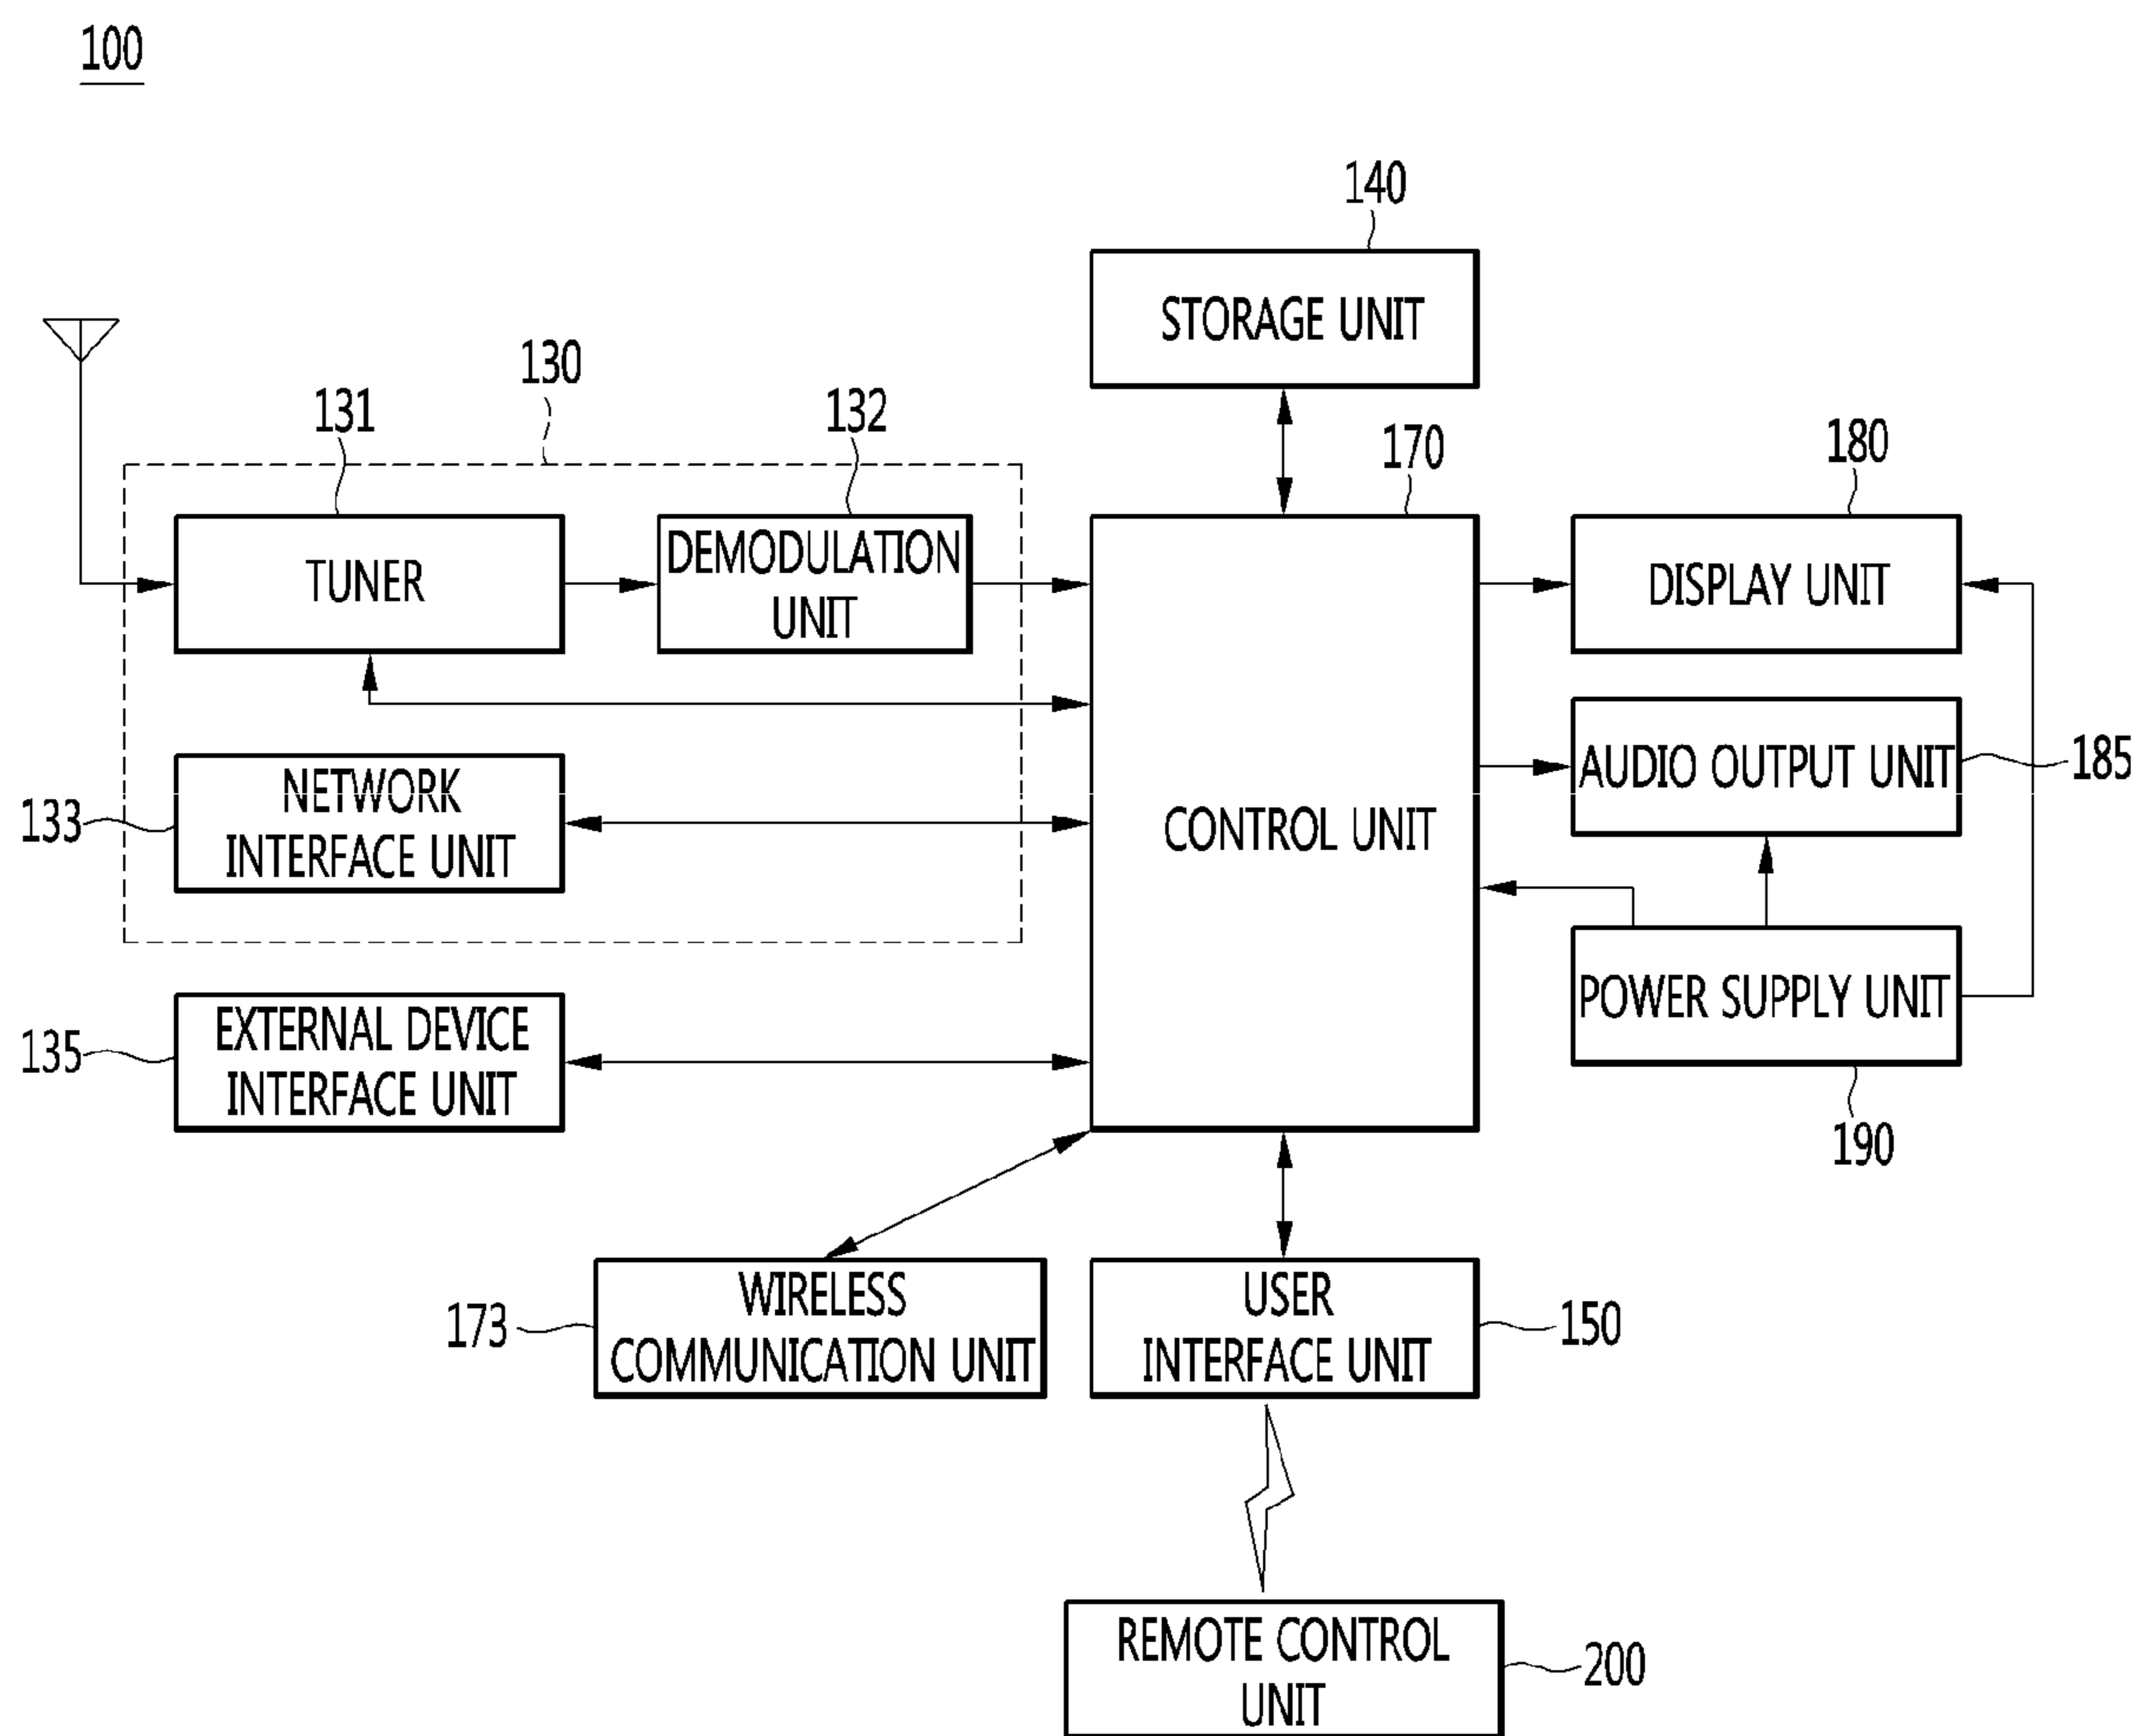 100
140
STORAGE UNIT
130
131
132
170
180
TUNER
DEMODULATION
UNIT
DISPLAY UNIT
NETWORK
INTERFACE UNIT
133
CONTROL UNIT
AUDIO OUTPUT UNIT
185
EXTERNAL DEVICE
INTERFACE UNIT
135
POWER SUPPLY UNIT
190
WIRELESS
COMMUNICATION UNIT
173
USER
INTERFACE UNIT
150
REMOTE CONTROL
UNIT
200